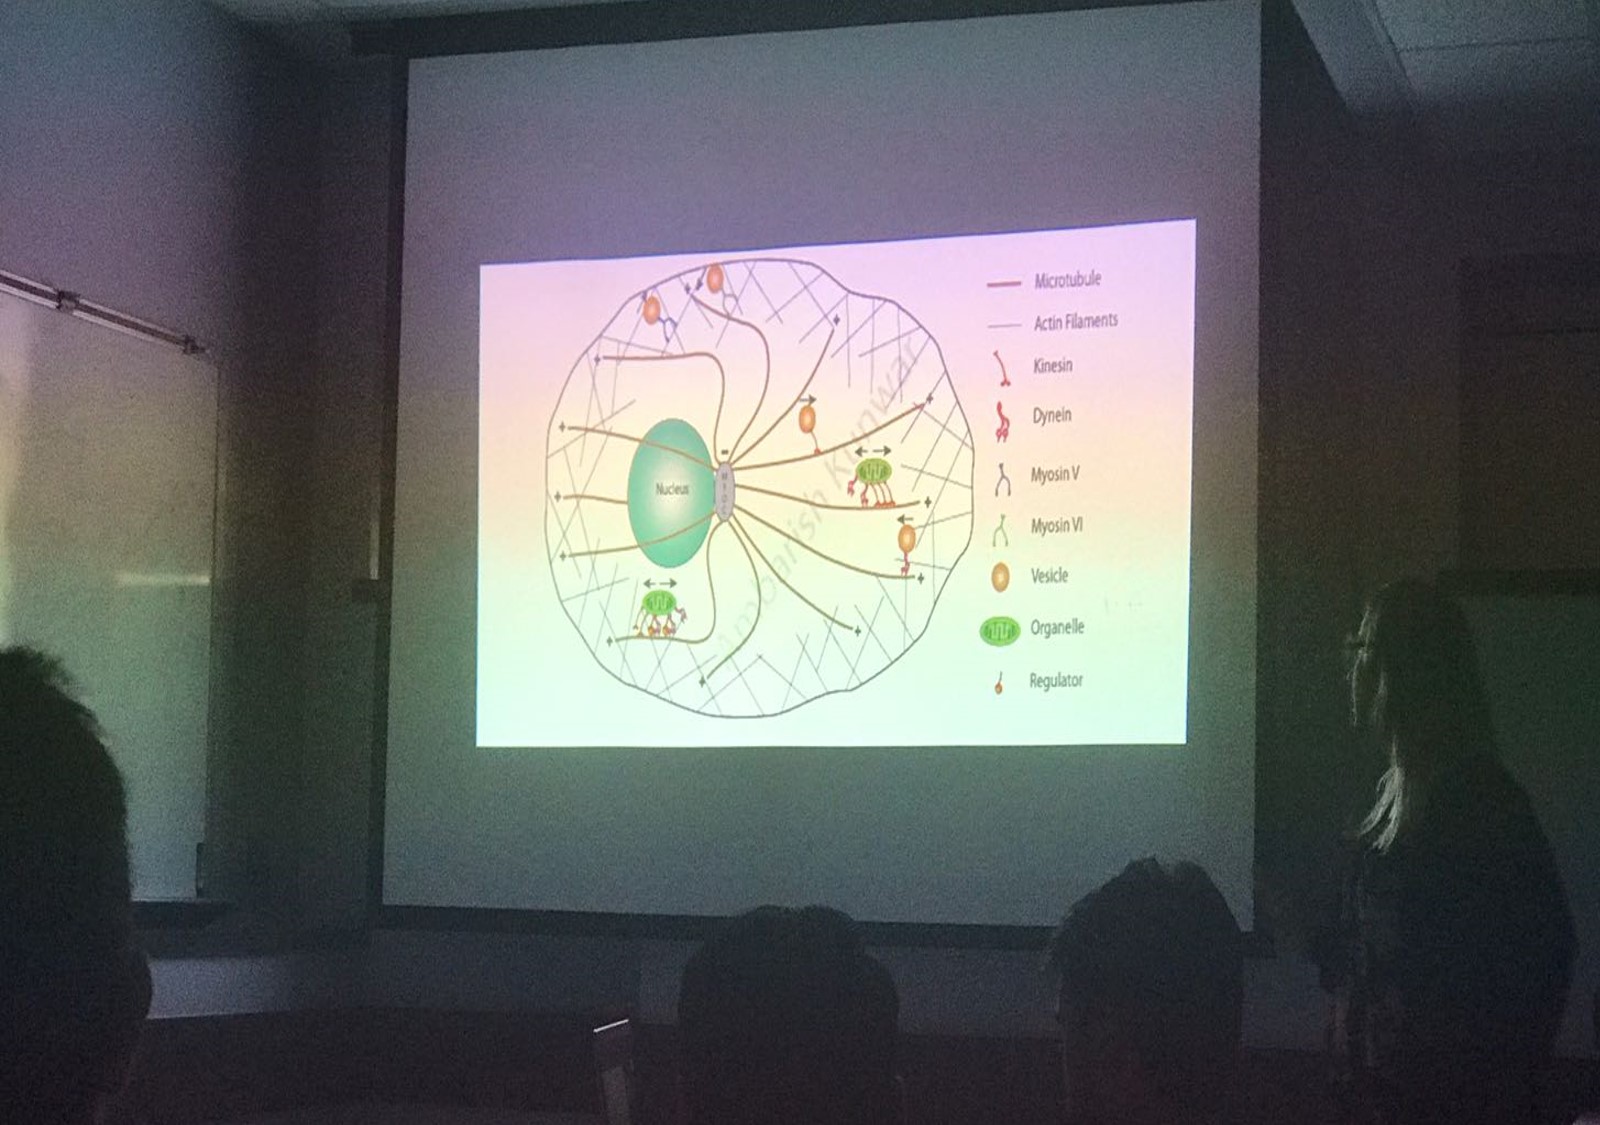 Microtubule
Actin Filaments
Kinesin
Dynein
Myosin V
Myosin VI
Vesicle
Organelle
Regulator
Nucleus
MTOC
Ambarish Kunwar